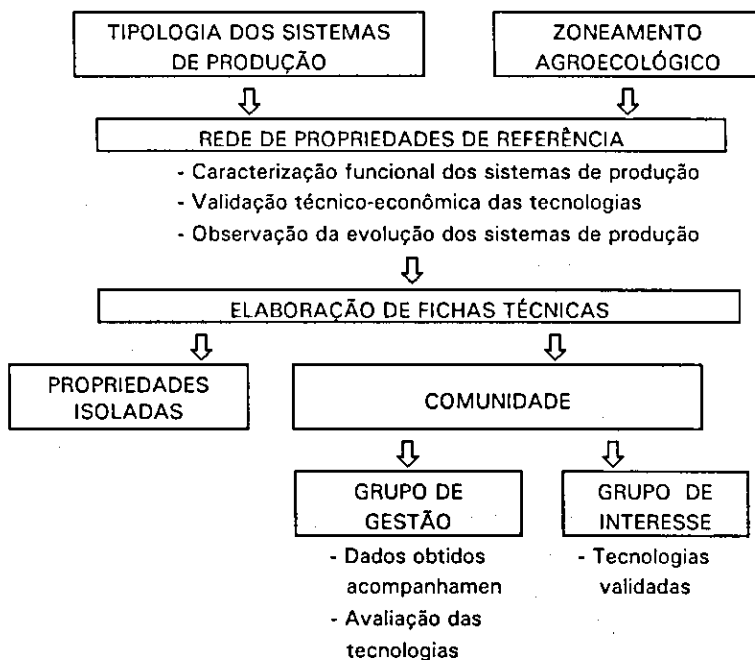 TIPOLOGIA DOS SISTEMAS
DE PRODUÇÃO
ZONEAMENTO
AGROECOLÓGICO
REDE DE PROPRIEDADES DE REFERÊNCIA
- Caracterização funcional dos sistemas de produção
- Validação técnico-econômica das tecnologias
- Observação da evolução dos sistemas de produção
ELABORAÇÃO DE FICHAS TÉCNICAS
PROPRIEDADES
ISOLADAS
COMUNIDADE
GRUPO DE
GESTÃO
- Dados obtidos
acompanhamen
- Avaliação das
tecnologias
GRUPO DE
INTERESSE
- Tecnologias
validadas